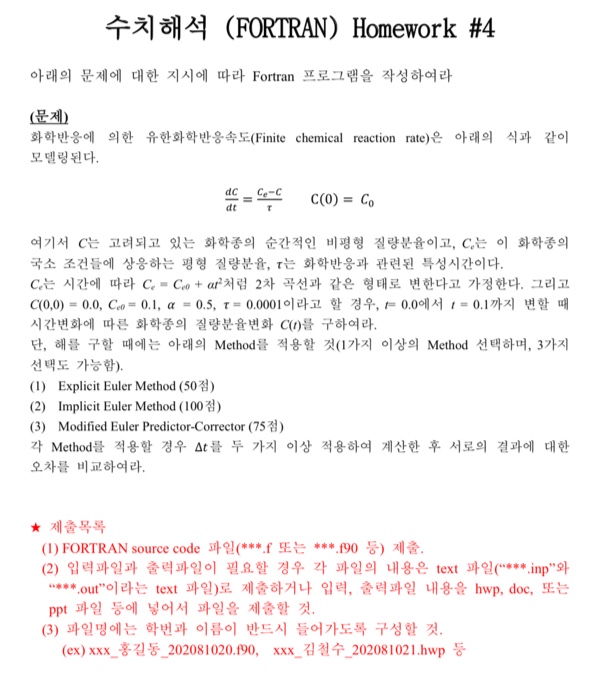 수치해석 (FORTRAN) Homework #4
아래의 문제에 대한 지시에 따라 Fortran 프로그램을 작성하여라
(문제)
화학반응에 의한 유한화학반응속도(Finite chemical reaction rate)은 아래의 식과 같이
모델링된다.
dC/dt = (Cₑ−C)/τ    C(0) = C₀
여기서 C는 고려되고 있는 화학종의 순간적인 비평형 질량분율이고, Cₑ는 이 화학종의
국소 조건들에 상응하는 평형 질량분율, τ는 화학반응과 관련된 특성시간이다.
Cₑ는 시간에 따라 Cₑ = Cₑ₀ + αt²처럼 2차 곡선과 같은 형태로 변한다고 가정한다. 그리고
C(0,0) = 0.0, Cₑ₀ = 0.1, α = 0.5, τ = 0.0001이라고 할 경우, t= 0.0에서 t = 0.1까지 변할 때
시간변화에 따른 화학종의 질량분율변화 C(t)를 구하여라.
단, 해를 구할 때에는 아래의 Method를 적용할 것(1가지 이상의 Method 선택하며, 3가지
선택도 가능함).
(1) Explicit Euler Method (50점)
(2) Implicit Euler Method (100점)
(3) Modified Euler Predictor-Corrector (75점)
각 Method를 적용할 경우 Δt를 두 가지 이상 적용하여 계산한 후 서로의 결과에 대한
오차를 비교하여라.
★ 제출목록
(1) FORTRAN source code 파일(***.f 또는 ***.f90 등) 제출.
(2) 입력파일과 출력파일이 필요할 경우 각 파일의 내용은 text 파일("***.inp"와
"***.out"이라는 text 파일)로 제출하거나 입력, 출력파일 내용을 hwp, doc, 또는
ppt 파일 등에 넣어서 파일을 제출할 것.
(3) 파일명에는 학번과 이름이 반드시 들어가도록 구성할 것.
(ex) xxx_홍길동_202081020.f90, xxx_김철수_202081021.hwp 등